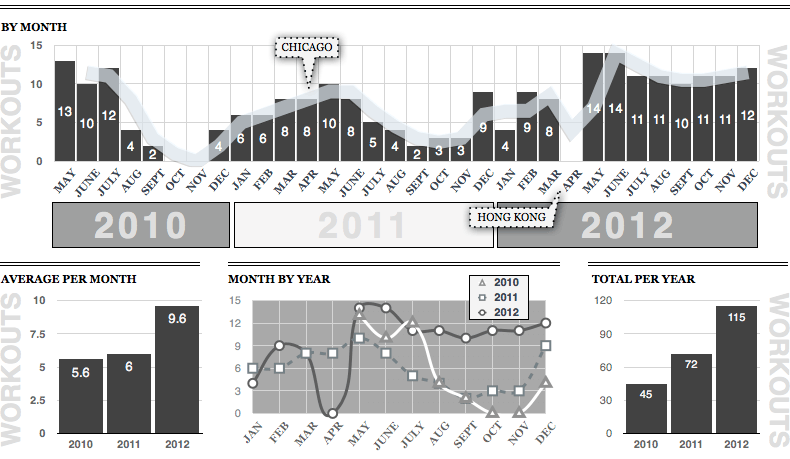 BY MONTH
WORKOUTS
15
10
5
0
CHICAGO
13 10 12 4 2 4 6 6 8 8 10 8 5 4 2 3 3 9 4 9 8 14 14 11 11 10 11 11 12
MAY JUNE JULY AUG SEPT OCT NOV DEC JAN FEB MAR APR MAY JUNE JULY AUG SEPT OCT NOV DEC JAN FEB MAR APR MAY JUNE JULY AUG SEPT OCT NOV DEC
WORKOUTS
HONG KONG
2010 2011 2012
AVERAGE PER MONTH
WORKOUTS
10
7.5
5
2.5
0
5.6 6 9.6
2010 2011 2012
MONTH BY YEAR
2010
2011
2012
15
12
9
6
3
0
JAN FEB MAR APR MAY JUNE JULY AUG SEPT OCT NOV DEC
TOTAL PER YEAR
120
90
60
30
0
45 72 115
2010 2011 2012
WORKOUTS